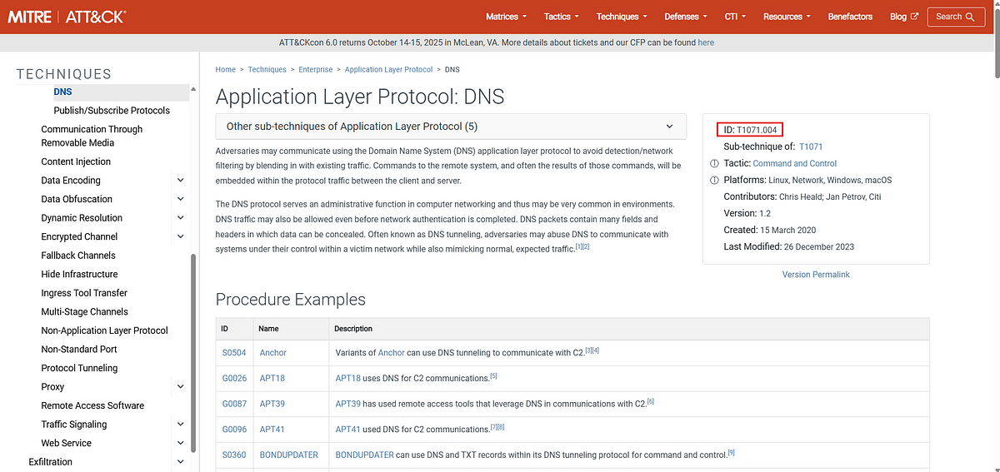 MITRE | ATT&CK®
Matrices
Tactics
Techniques
Defenses
CTI
Resources
Benefactors
Blog
Search
ATT&CKcon 6.0 returns October 14-15, 2025 in McLean, VA. More details about tickets and our CFP can be found here
TECHNIQUES
DNS
Publish/Subscribe Protocols
Communication Through
Removable Media
Content Injection
Data Encoding
Data Obfuscation
Dynamic Resolution
Encrypted Channel
Fallback Channels
Hide Infrastructure
Ingress Tool Transfer
Multi-Stage Channels
Non-Application Layer Protocol
Non-Standard Port
Protocol Tunneling
Proxy
Remote Access Software
Traffic Signaling
Web Service
Exfiltration
Home > Techniques > Enterprise > Application Layer Protocol > DNS
Application Layer Protocol: DNS
Other sub-techniques of Application Layer Protocol (5)
Adversaries may communicate using the Domain Name System (DNS) application layer protocol to avoid detection/network
filtering by blending in with existing traffic. Commands to the remote system, and often the results of those commands, will be
embedded within the protocol traffic between the client and server.
The DNS protocol serves an administrative function in computer networking and thus may be very common in environments.
DNS traffic may also be allowed even before network authentication is completed. DNS packets contain many fields and
headers in which data can be concealed. Often known as DNS tunneling, adversaries may abuse DNS to communicate with
systems under their control within a victim network while also mimicking normal, expected traffic.[1][2]
ID: T1071.004
Sub-technique of: T1071
Tactic: Command and Control
Platforms: Linux, Network, Windows, macOS
Contributors: Chris Heald; Jan Petrov, Citi
Version: 1.2
Created: 15 March 2020
Last Modified: 26 December 2023
Version Permalink
Procedure Examples
ID Name Description
S0504 Anchor Variants of Anchor can use DNS tunneling to communicate with C2.[3][4]
G0026 APT18 APT18 uses DNS for C2 communications.[5]
G0087 APT39 APT39 has used remote access tools that leverage DNS in communications with C2.[6]
G0096 APT41 APT41 used DNS for C2 communications.[7][8]
S0360 BONDUPDATER BONDUPDATER can use DNS and TXT records within its DNS tunneling protocol for command and control.[9]